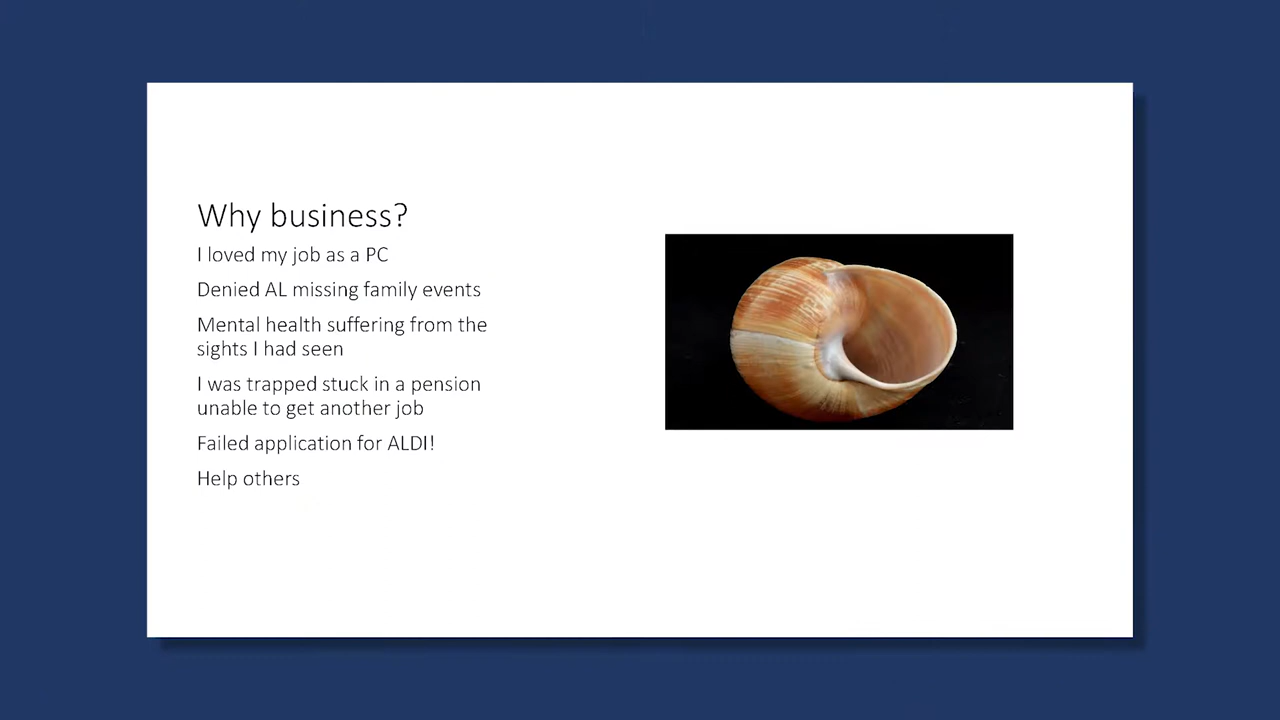 Why business?
I loved my job as a PC
Denied AL missing family events
Mental health suffering from the
sights I had seen
I was trapped stuck in a pension
unable to get another job
Failed application for ALDI!
Help others